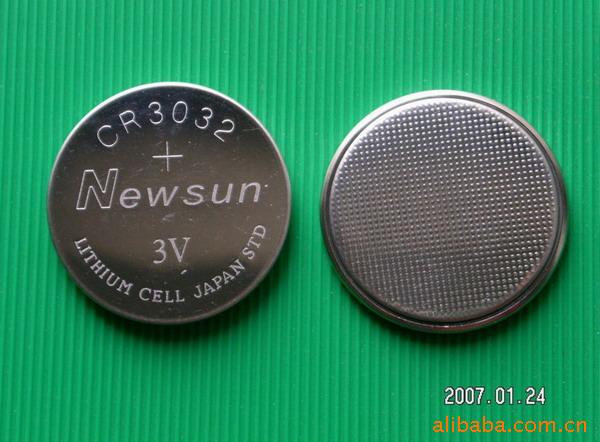 CR3032
+
Newsun
3V
LITHIUM CELL JAPAN STD
2007.01.24
alibaba.com.cn